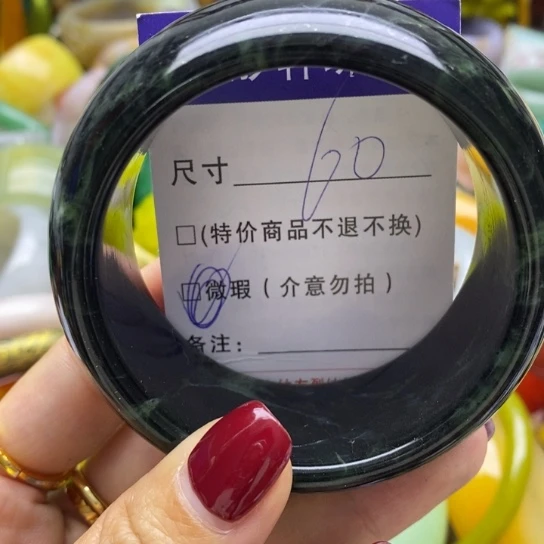 尺寸 60
□(特价商品不退不换)
□微瑕(介意勿拍)
备注: